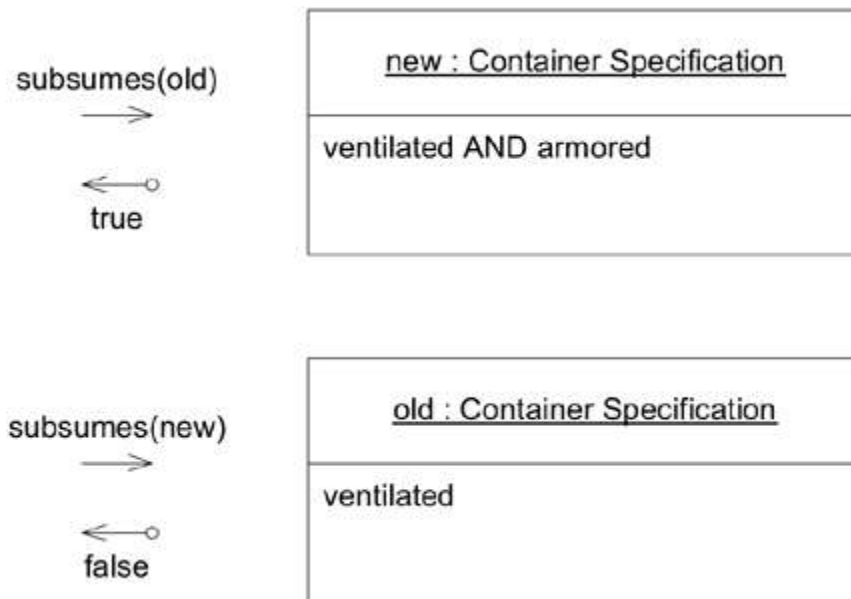 new : Container Specification
subsumes(old)
ventilated AND armored
true
old : Container Specification
subsumes(new)
ventilated
false